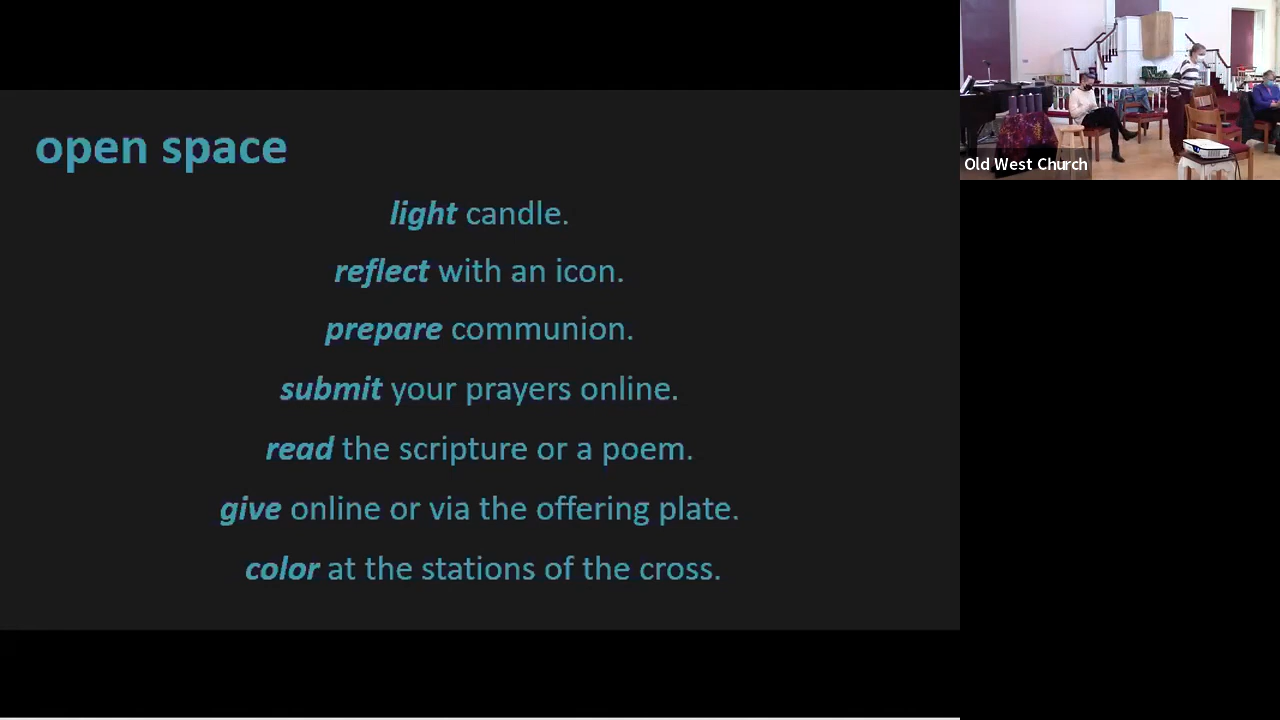 open space
light candle.
reflect with an icon.
prepare communion.
submit your prayers online.
read the scripture or a poem.
give online or via the offering plate.
color at the stations of the cross.
Old West Church